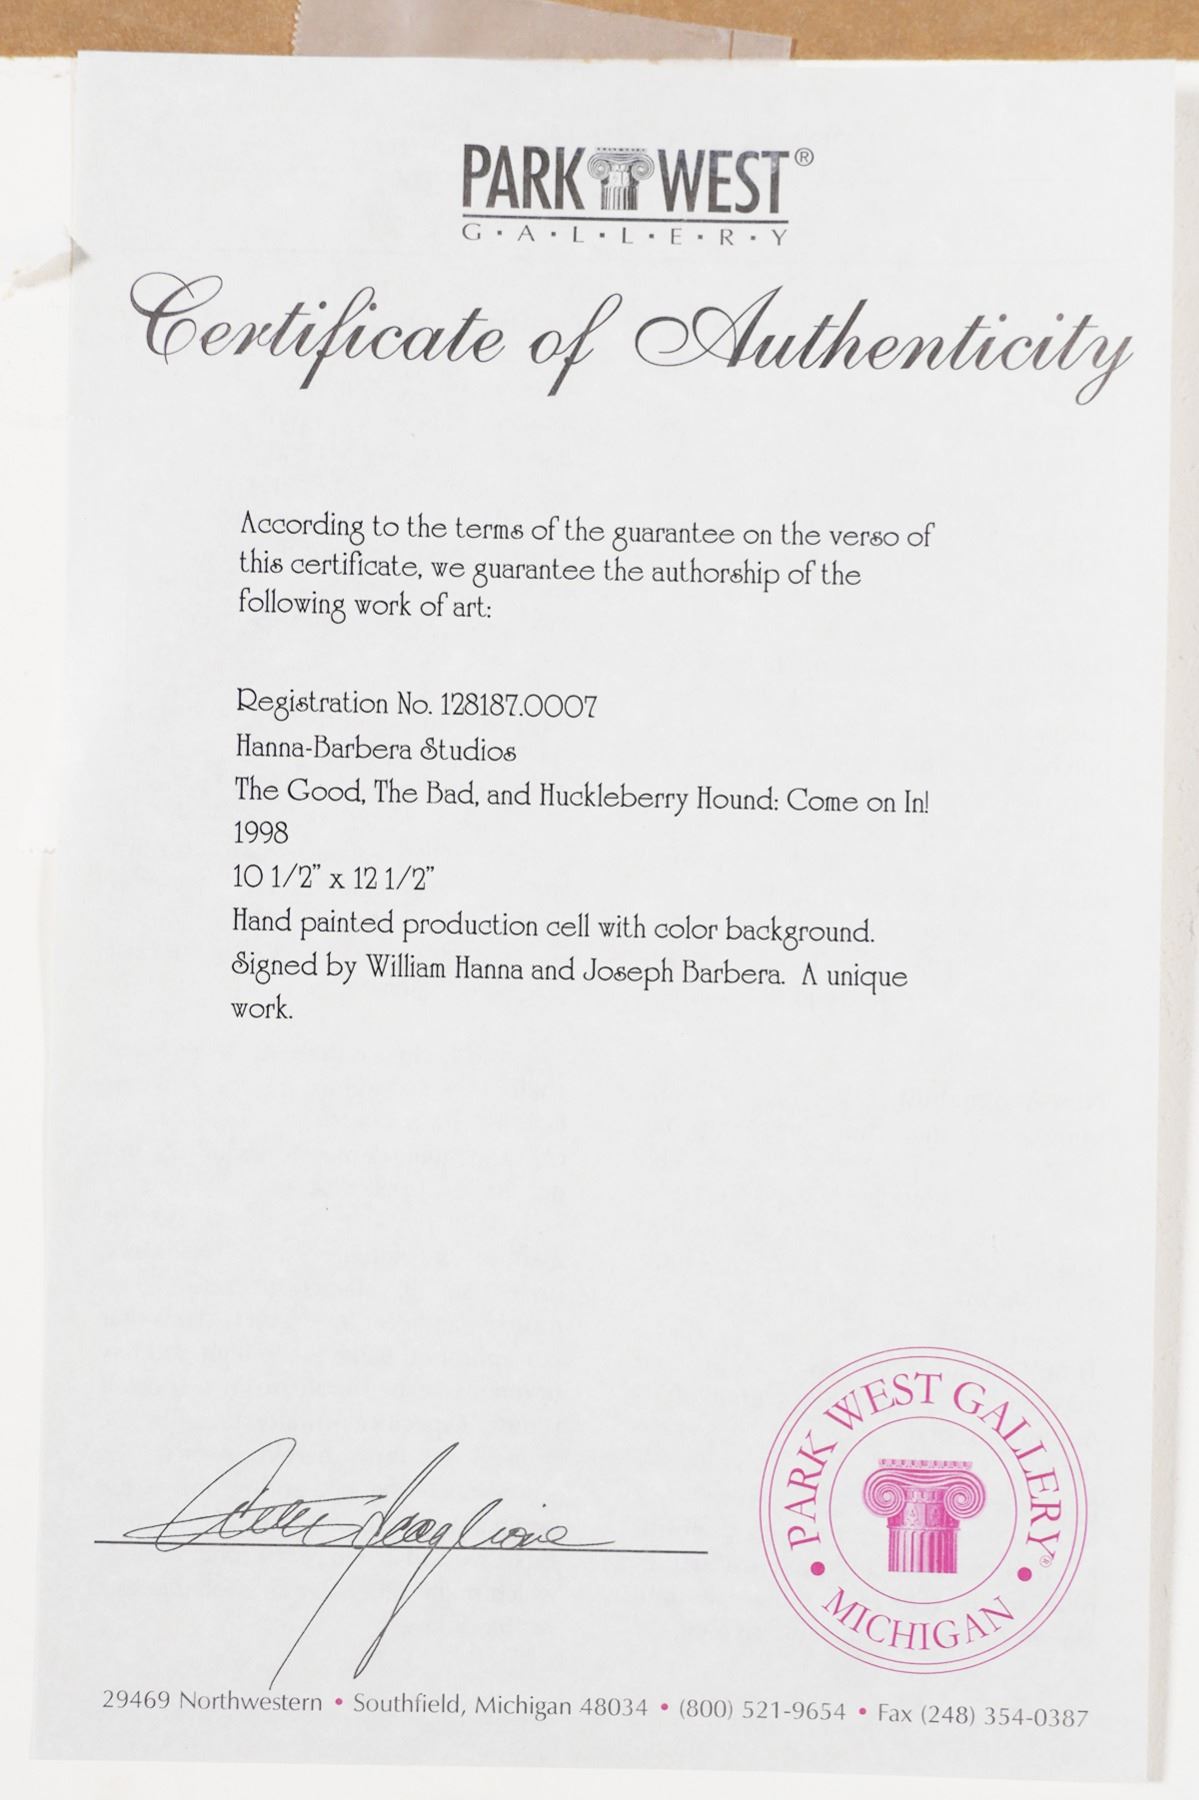 PARK WEST®
G·A·L·L·E·R·Y
Certificate of Authenticity
According to the terms of the guarantee on the verso of
this certificate, we guarantee the authorship of the
following work of art:
Registration No. 128187.0007
Hanna-Barbera Studios
The Good, The Bad, and Huckleberry Hound: Come on In!
1998
10 1/2" x 12 1/2"
Hand painted production cell with color background.
Signed by William Hanna and Joseph Barbera. A unique
work.
PARK WEST GALLERY®
• MICHIGAN •
29469 Northwestern • Southfield, Michigan 48034 • (800) 521-9654 • Fax (248) 354-0387